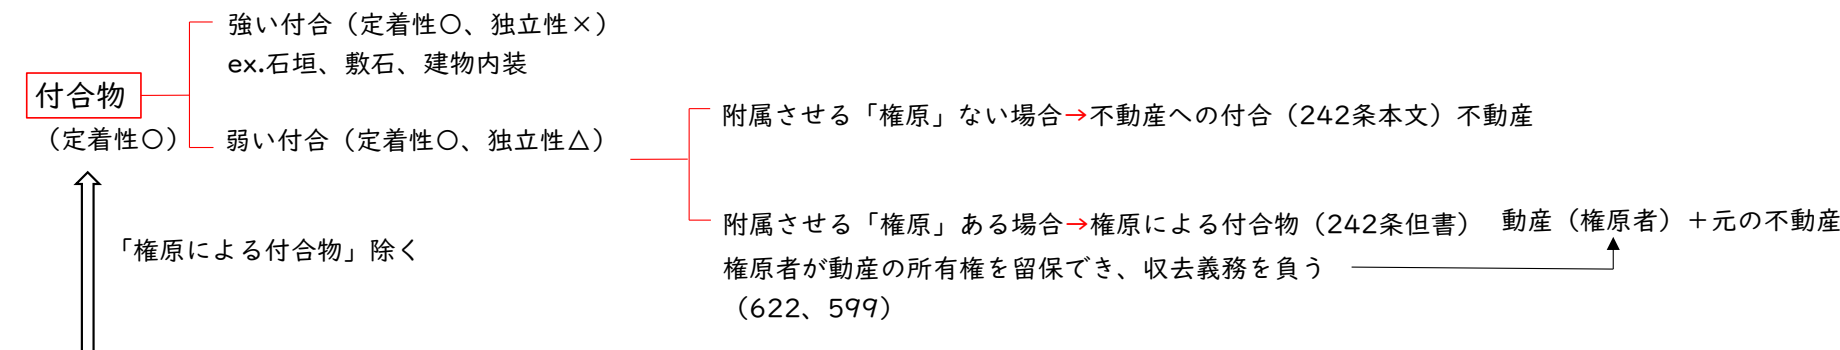 強い付合（定着性〇、独立性×）
ex.石垣、敷石、建物内装
付合物
（定着性〇）
弱い付合（定着性〇、独立性△）
附属させる「権原」ない場合→不動産への付合（242条本文）不動産
附属させる「権原」ある場合→権原による付合物（242条但書）　動産（権原者）＋元の不動産
権原者が動産の所有権を留保でき、収去義務を負う
（622、599）
「権原による付合物」除く